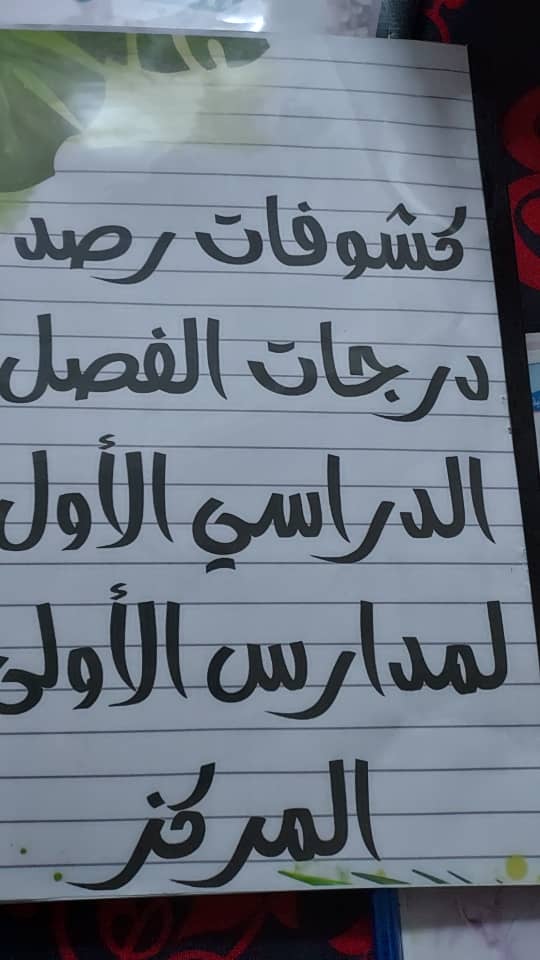 كشوفات رصد
درجات الفصل
الدراسي الأول
لمدارس الأولى
المركز